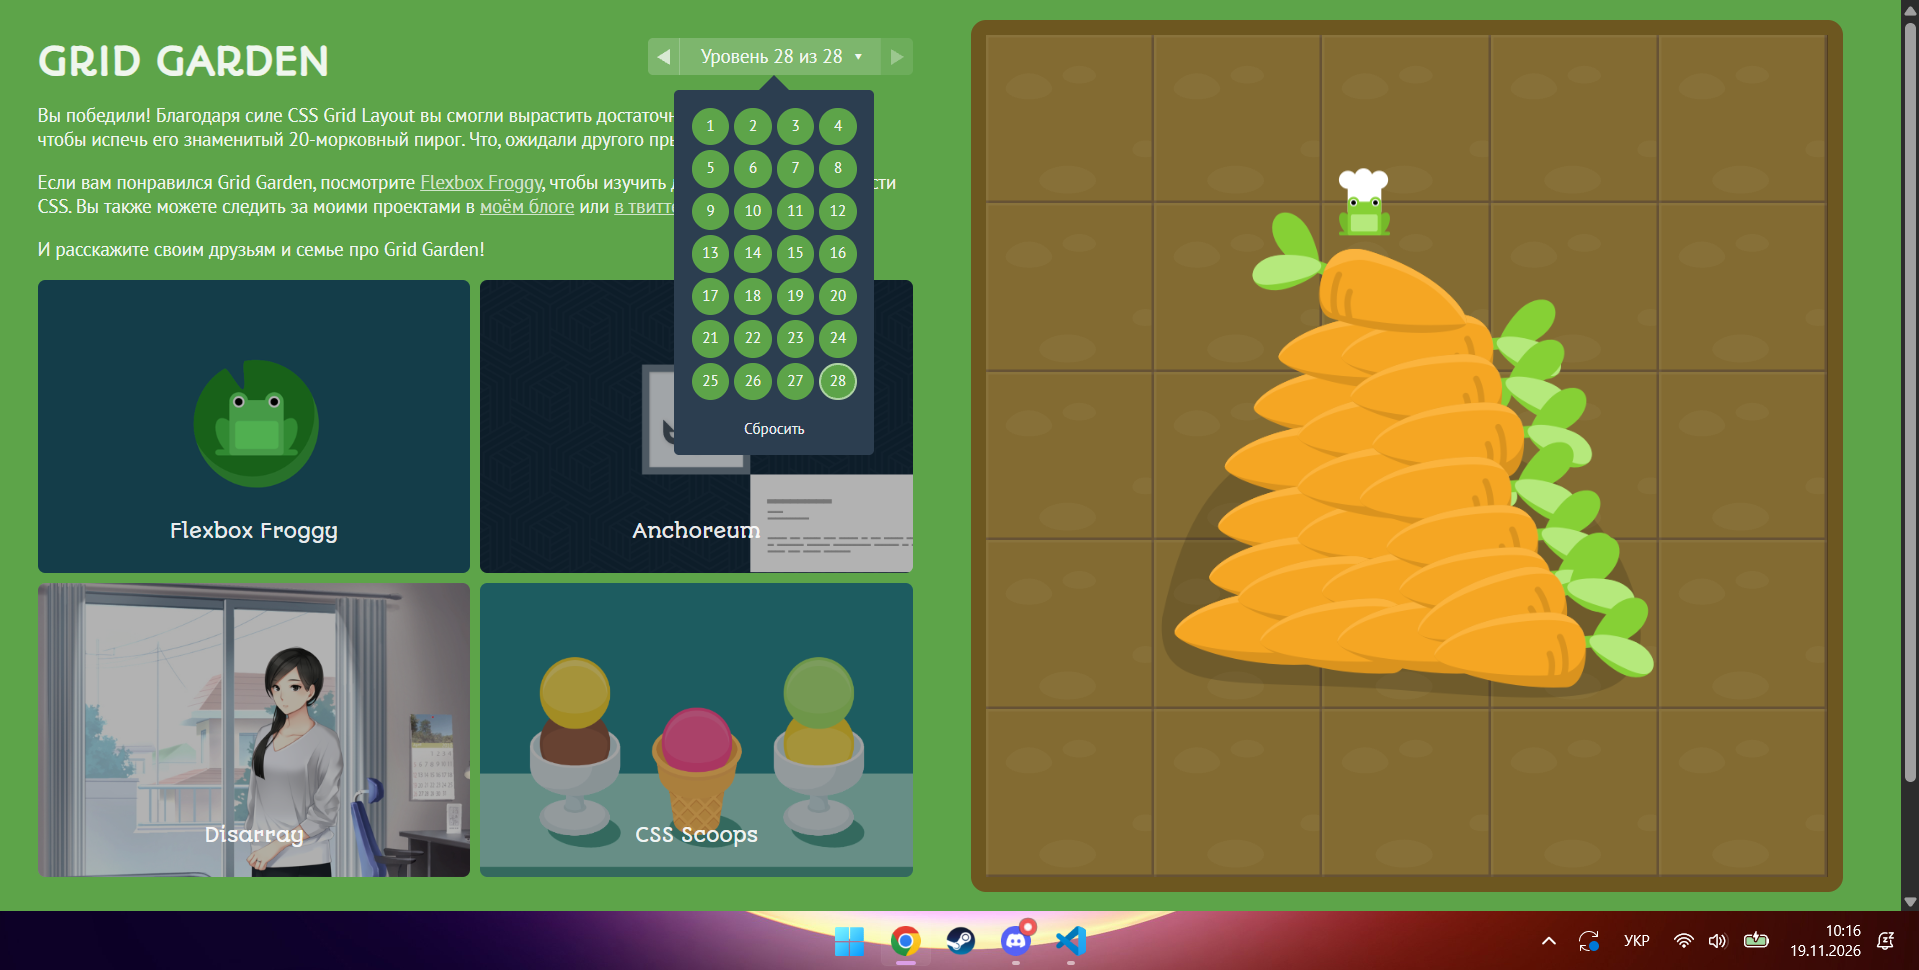 GRID GARDEN
Уровень 28 из 28
Вы победили! Благодаря силе CSS Grid Layout вы смогли вырастить
чтобы испечь его знаменитый 20-морковный пирог. Что, ожидали другого
Если вам понравился Grid Garden, посмотрите Flexbox Froggy, чтобы изучить
CSS. Вы также можете следить за моими проектами в моём блоге или в
И расскажите своим друзьям и семье про Grid Garden!
1 2 3 4
5 6 7 8
9 10 11 12
13 14 15 16
17 18 19 20
21 22 23 24
25 26 27 28
Сбросить
Flexbox Froggy
Anchoreum
Disarray
CSS Scoops
УКР
10:16
19.11.2026